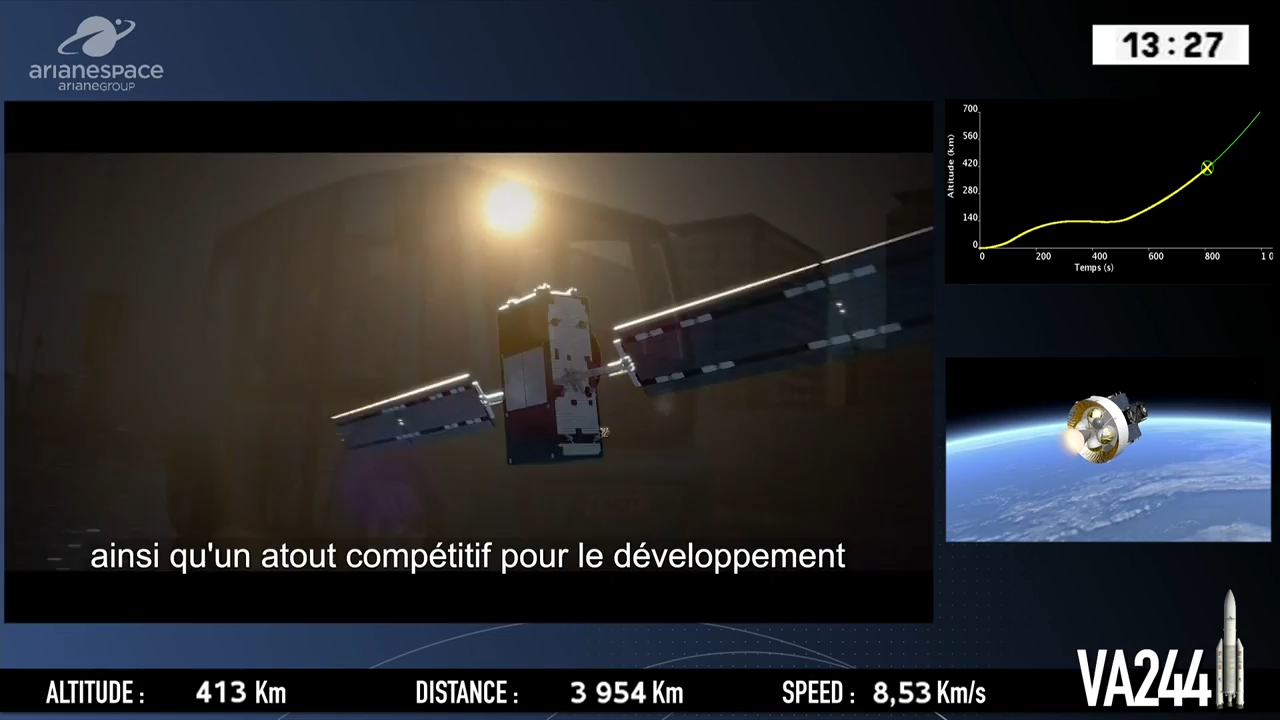 arianespace
arianeGROUP
13:27
Altitude (km)
700
560
420
280
140
0
0
200
400
600
800
1 0
Temps (s)
ainsi qu'un atout compétitif pour le développement
VA244
ALTITUDE : 413 Km
DISTANCE : 3 954 Km
SPEED : 8,53 Km/s